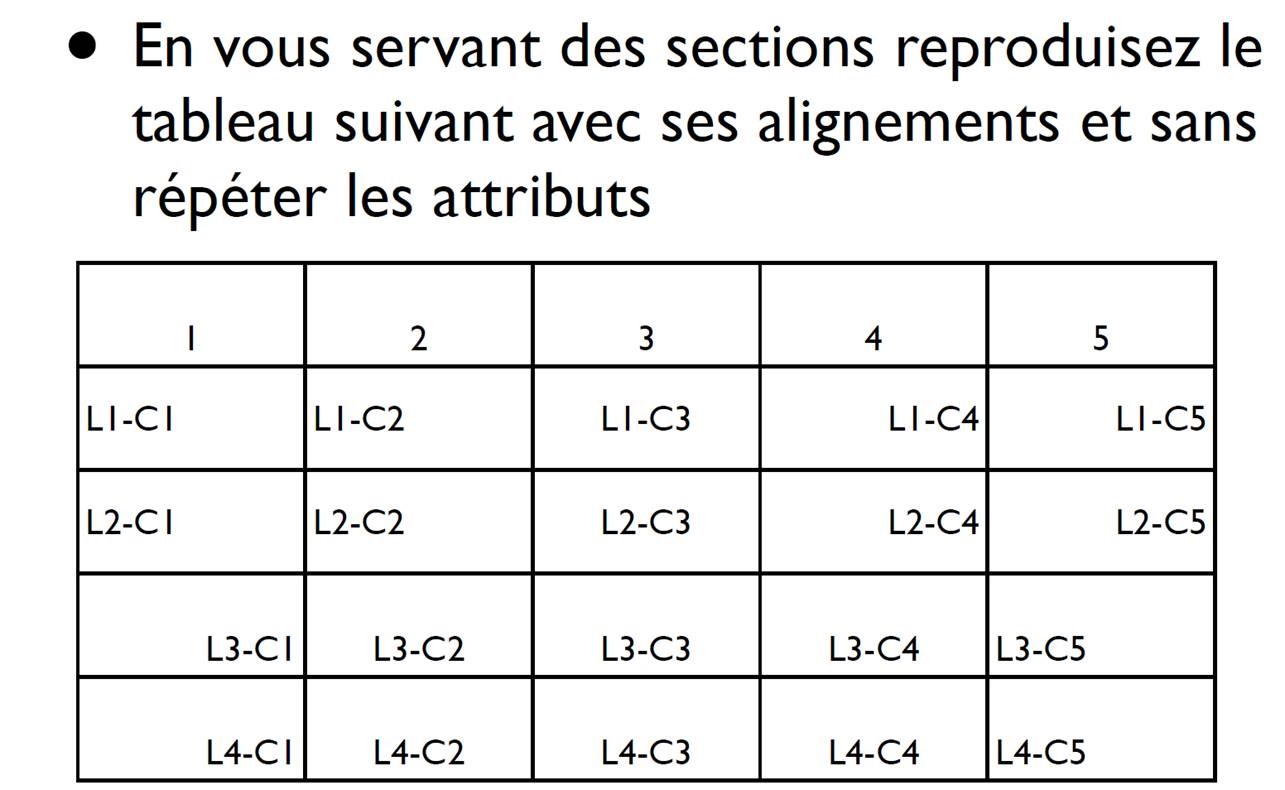 • En vous servant des sections reproduisez le
tableau suivant avec ses alignements et sans
répéter les attributs
1 2 3 4 5
L1-C1 L1-C2 L1-C3 L1-C4 L1-C5
L2-C1 L2-C2 L2-C3 L2-C4 L2-C5
L3-C1 L3-C2 L3-C3 L3-C4 L3-C5
L4-C1 L4-C2 L4-C3 L4-C4 L4-C5